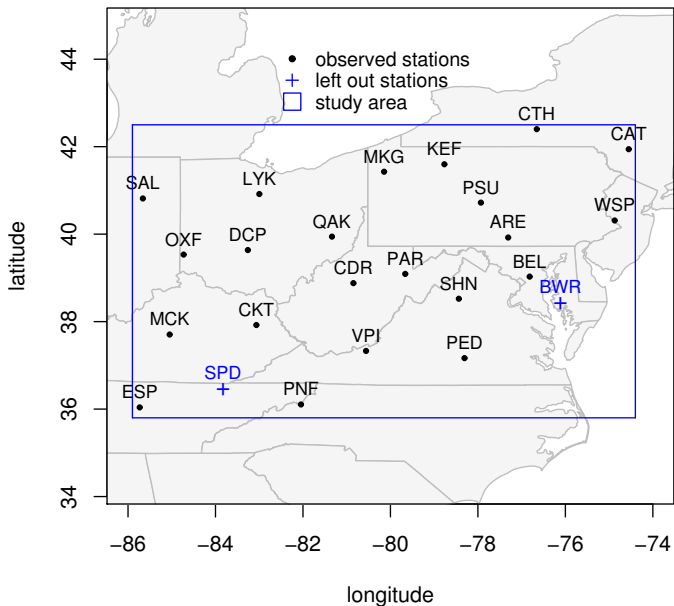 44
42
40
38
36
34
latitude
observed stations
left out stations
study area
CTH
CAT
KEF
MKG
LYK
SAL
PSU
WSP
QAK
ARE
DCP
OXF
PAR
BEL
CDR
SHN
BWR
CKT
MCK
VPI
PED
SPD
PNF
ESP
−86 −84 −82 −80 −78 −76 −74
longitude